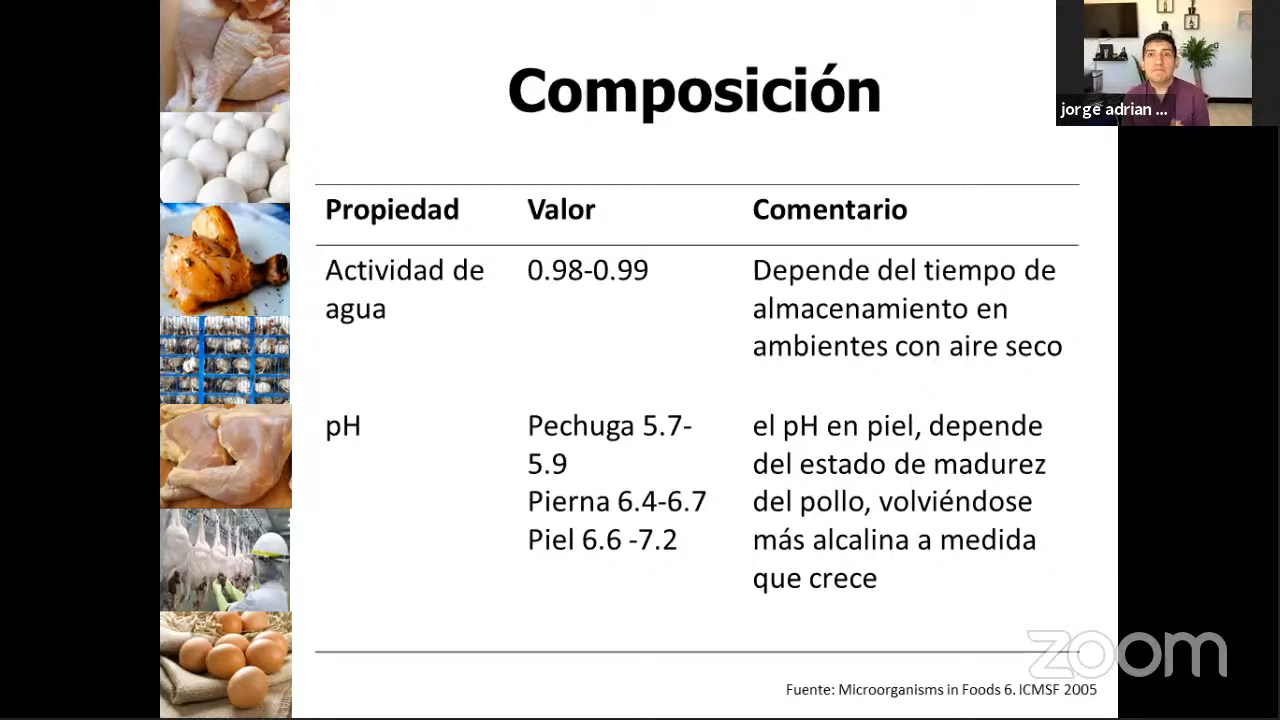 Composición
jorge adrian ...
Propiedad Valor Comentario
Actividad de 0.98-0.99 Depende del tiempo de
agua almacenamiento en
ambientes con aire seco
pH Pechuga 5.7- el pH en piel, depende
5.9 del estado de madurez
Pierna 6.4-6.7 del pollo, volviéndose
Piel 6.6 -7.2 más alcalina a medida
que crece
zoom
Fuente: Microorganisms in Foods 6. ICMSF 2005